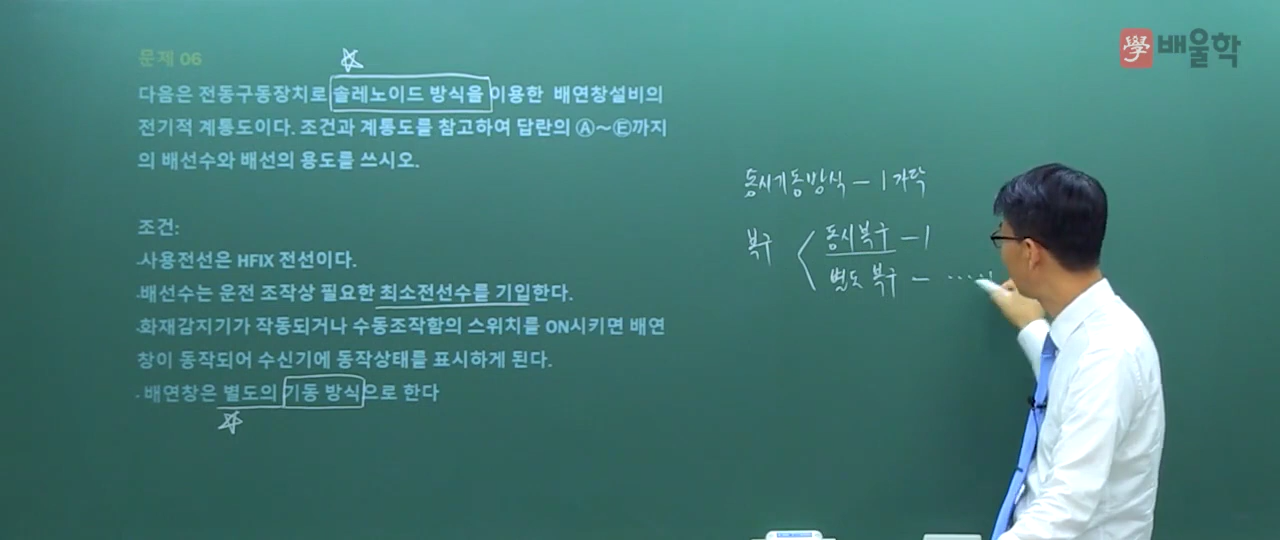 문제 06
다음은 전동구동장치로 솔레노이드 방식을 이용한 배연창설비의
전기적 계통도이다. 조건과 계통도를 참고하여 답란의 Ⓐ～Ⓔ까지
의 배선수와 배선의 용도를 쓰시오.
조건:
-사용전선은 HFIX 전선이다.
-배선수는 운전 조작상 필요한 최소전선수를 기입한다.
-화재감지기가 작동되거나 수동조작함의 스위치를 ON시키면 배연
창이 동작되어 수신기에 동작상태를 표시하게 된다.
- 배연창은 별도의 기동 방식으로 한다
學 배울학
동시기동방식 - 1가닥
복구
동시복구 - 1
별도 복구 - ...